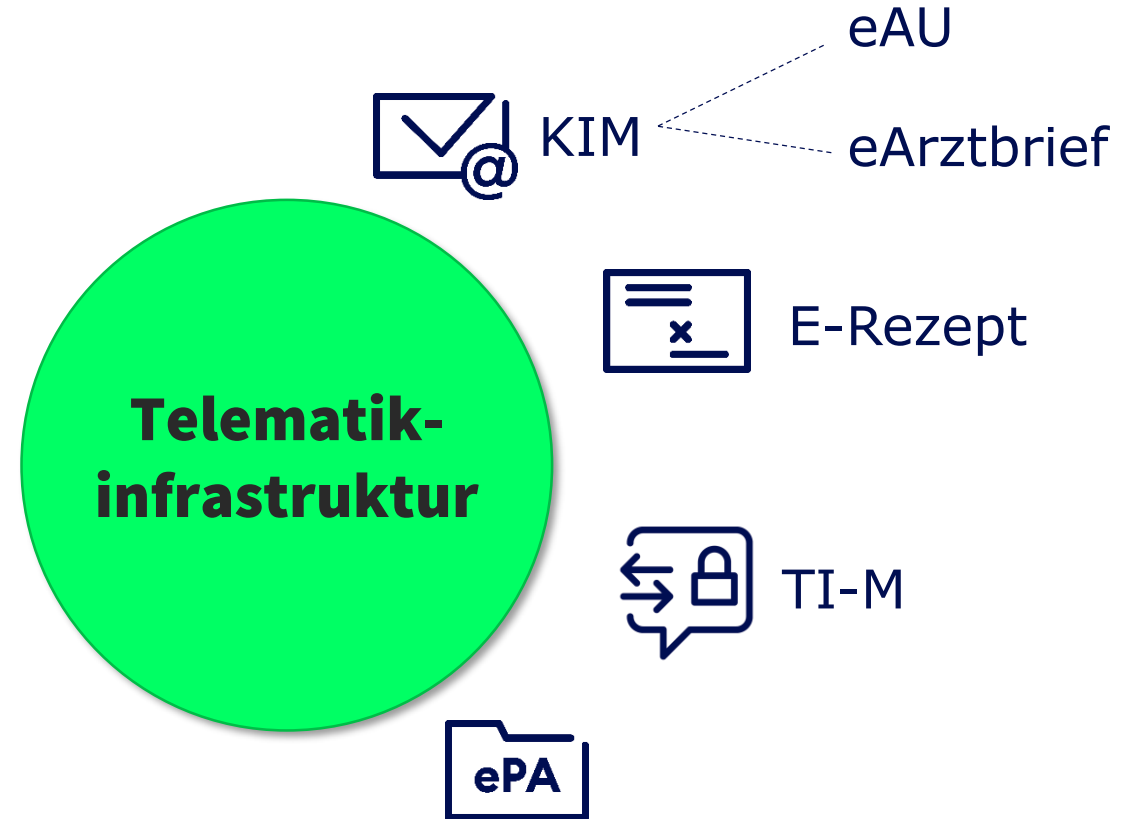 eAU
@ KIM
eArztbrief
E-Rezept
Telematik-
infrastruktur
TI-M
ePA